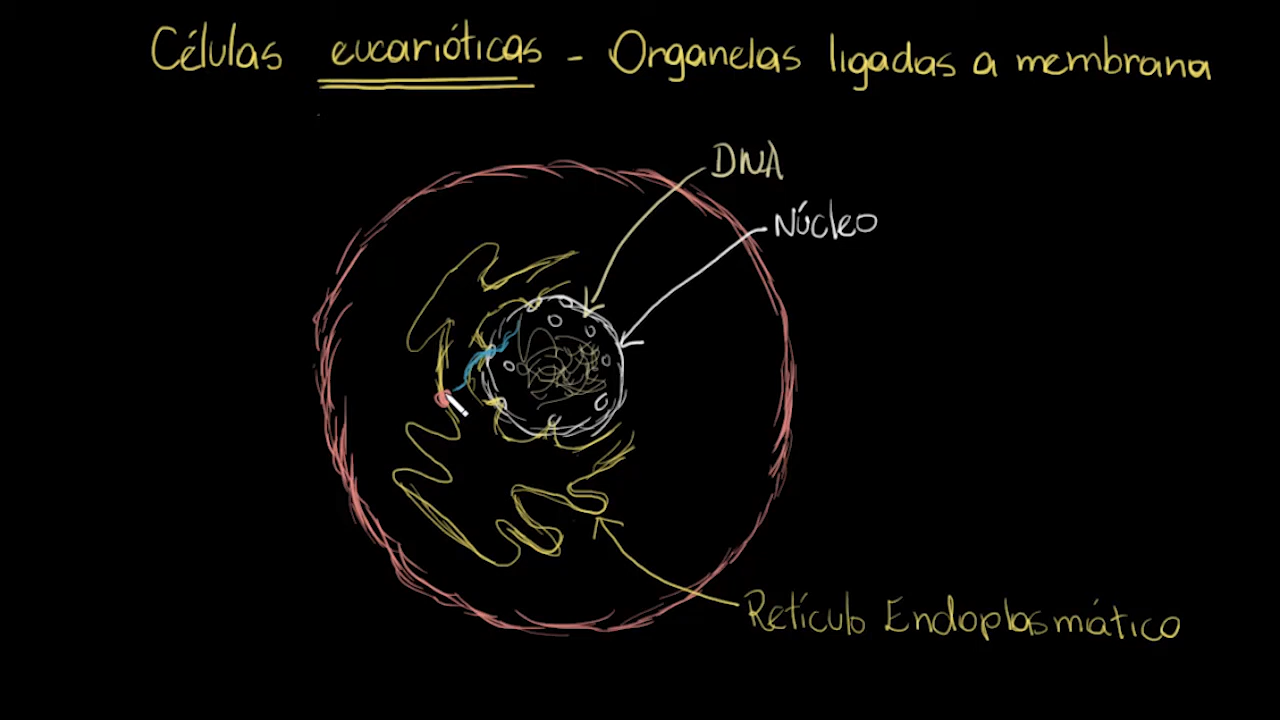 Células eucarióticas - Organelas ligadas a membrana
DNA
Núcleo
Retículo Endoplasmático